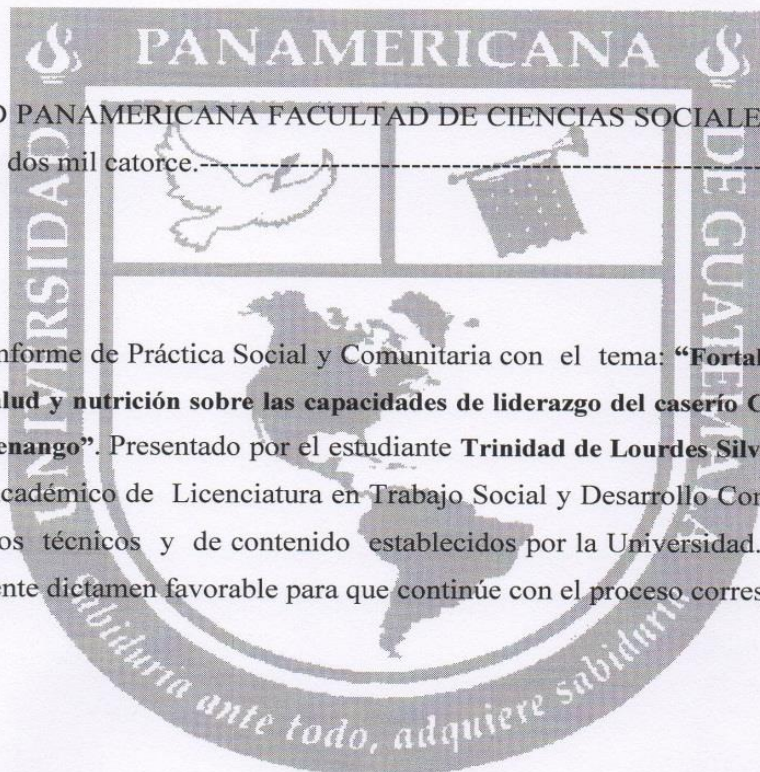 PANAMERICANA
UNIVERSIDAD
DE GUATEMALA
PANAMERICANA FACULTAD DE CIENCIAS SOCIALE
dos mil catorce.-----------------------------------------------------------
nforme de Práctica Social y Comunitaria con el tema: “Fortal
lud y nutrición sobre las capacidades de liderazgo del caserío C
enango”. Presentado por el estudiante Trinidad de Lourdes Silv
cadémico de Licenciatura en Trabajo Social y Desarrollo Con
os técnicos y de contenido establecidos por la Universidad.
ente dictamen favorable para que continúe con el proceso corres
Sabiduría ante todo, adquiere sabiduría